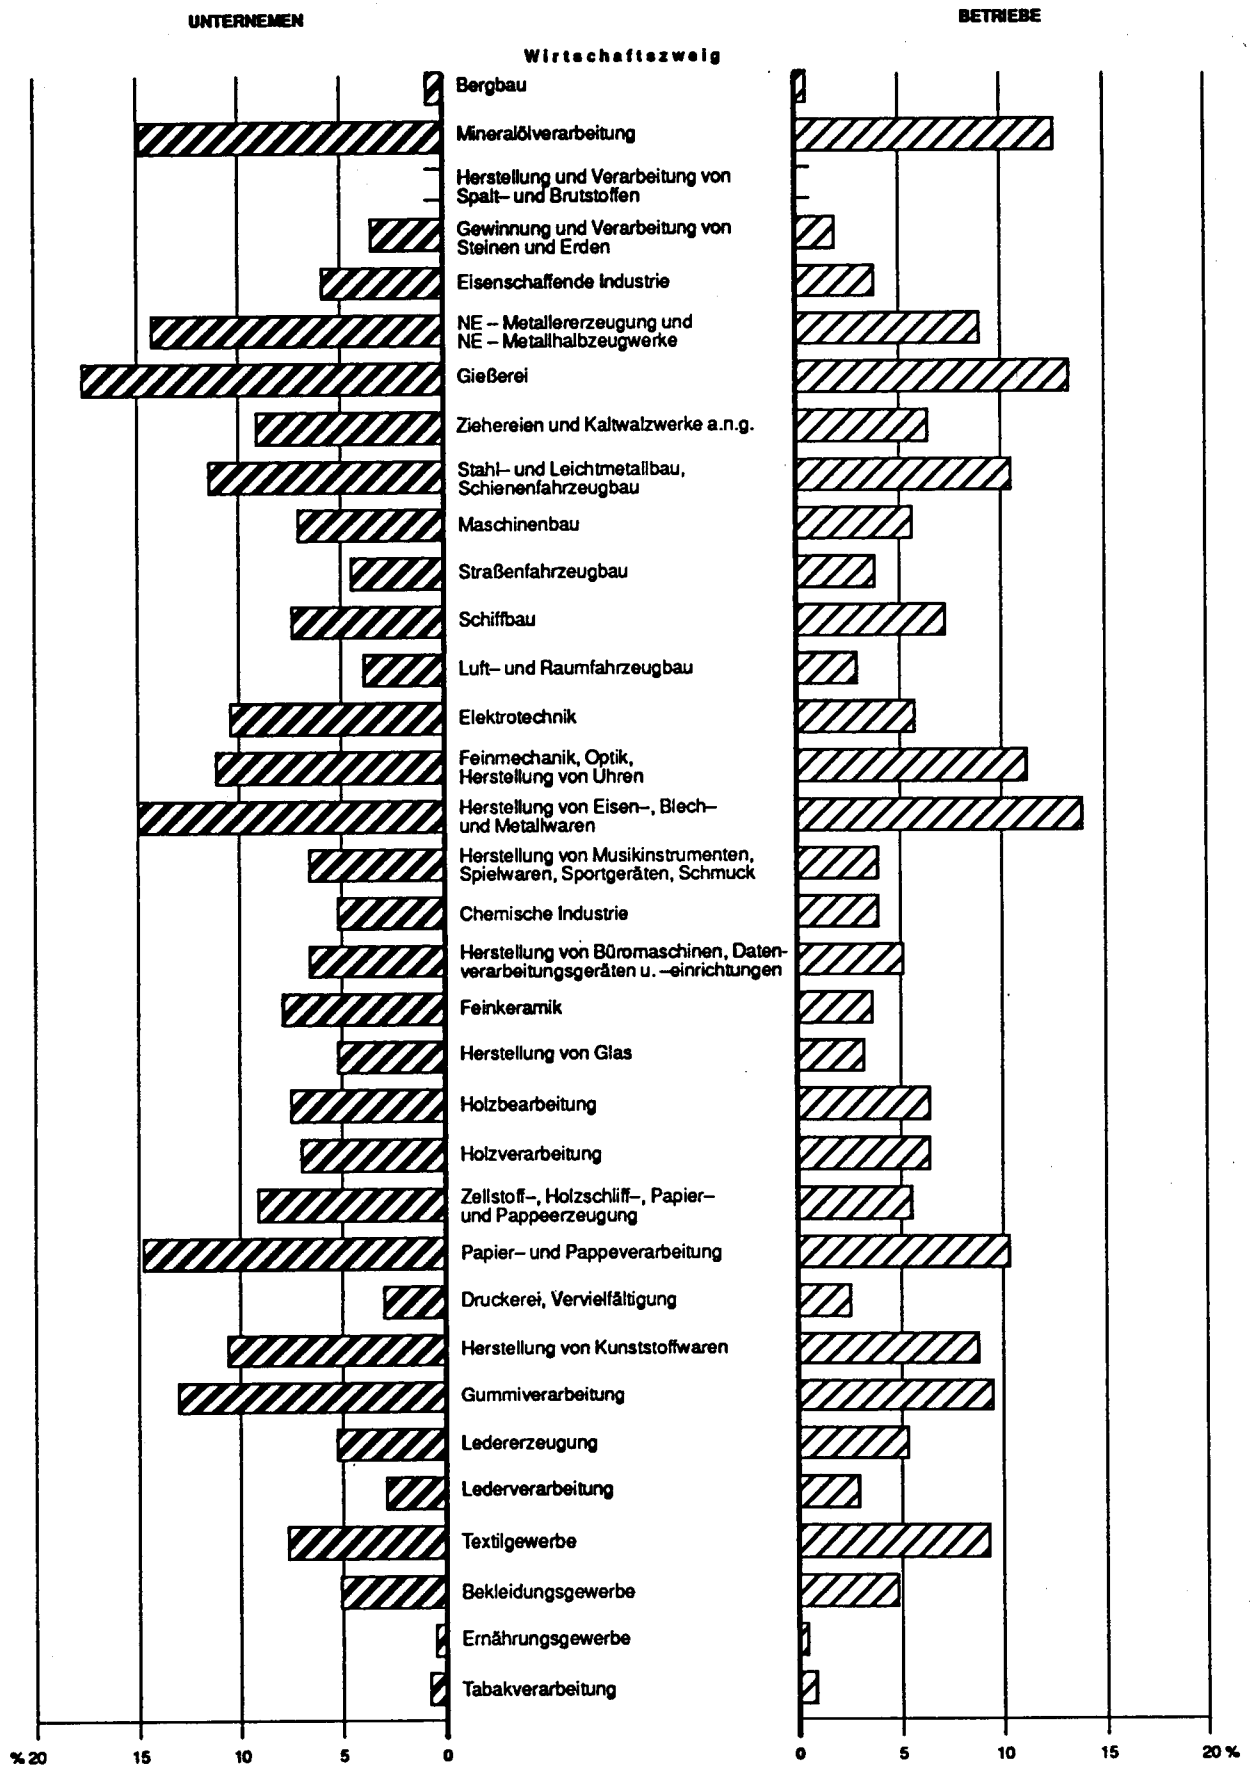 UNTERNEMEN
BETRIEBE
Wirtschaftszweig
Bergbau
Mineralölverarbeitung
Herstellung und Verarbeitung von
Spalt– und Brutstoffen
Gewinnung und Verarbeitung von
Steinen und Erden
Eisenschaffende Industrie
NE – Metallererzeugung und
NE – Metallhalbzeugwerke
Gießerei
Ziehereien und Kaltwalzwerke a.n.g.
Stahl– und Leichtmetallbau,
Schienenfahrzeugbau
Maschinenbau
Straßenfahrzeugbau
Schiffbau
Luft– und Raumfahrzeugbau
Elektrotechnik
Feinmechanik, Optik,
Herstellung von Uhren
Herstellung von Eisen–, Blech–
und Metallwaren
Herstellung von Musikinstrumenten,
Spielwaren, Sportgeräten, Schmuck
Chemische Industrie
Herstellung von Büromaschinen, Daten-
verarbeitungsgeräten u. –einrichtungen
Feinkeramik
Herstellung von Glas
Holzbearbeitung
Holzverarbeitung
Zellstoff–, Holzschliff–, Papier–
und Pappeerzeugung
Papier– und Pappeverarbeitung
Druckerei, Vervielfältigung
Herstellung von Kunststoffwaren
Gummiverarbeitung
Ledererzeugung
Lederverarbeitung
Textilgewerbe
Bekleidungsgewerbe
Ernährungsgewerbe
Tabakverarbeitung
% 20 15 10 5 0
0 5 10 15 20 %